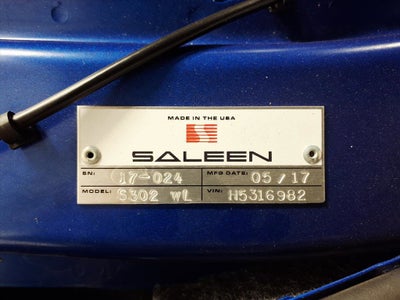 MADE IN THE USA
SALEEN
SN: 17-024 MFG DATE: 05/17
MODEL: S302 WL VIN: H5316982